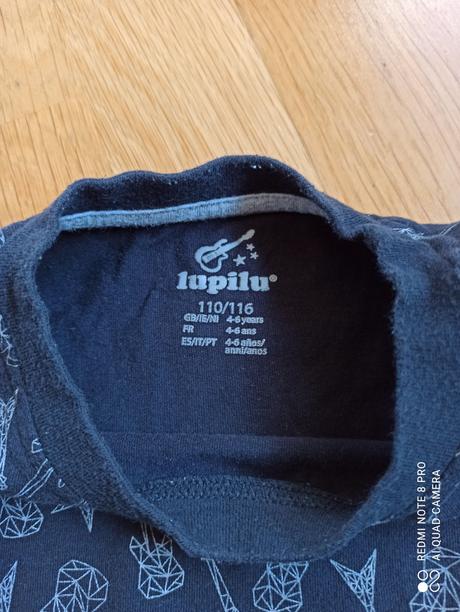 lupilu®
110/116
GB/IE/NI 4-6 years
FR 4-6 ans
ES/IT/PT 4-6 años/
anni/anos
REDMI NOTE 8 PRO
AI QUAD CAMERA